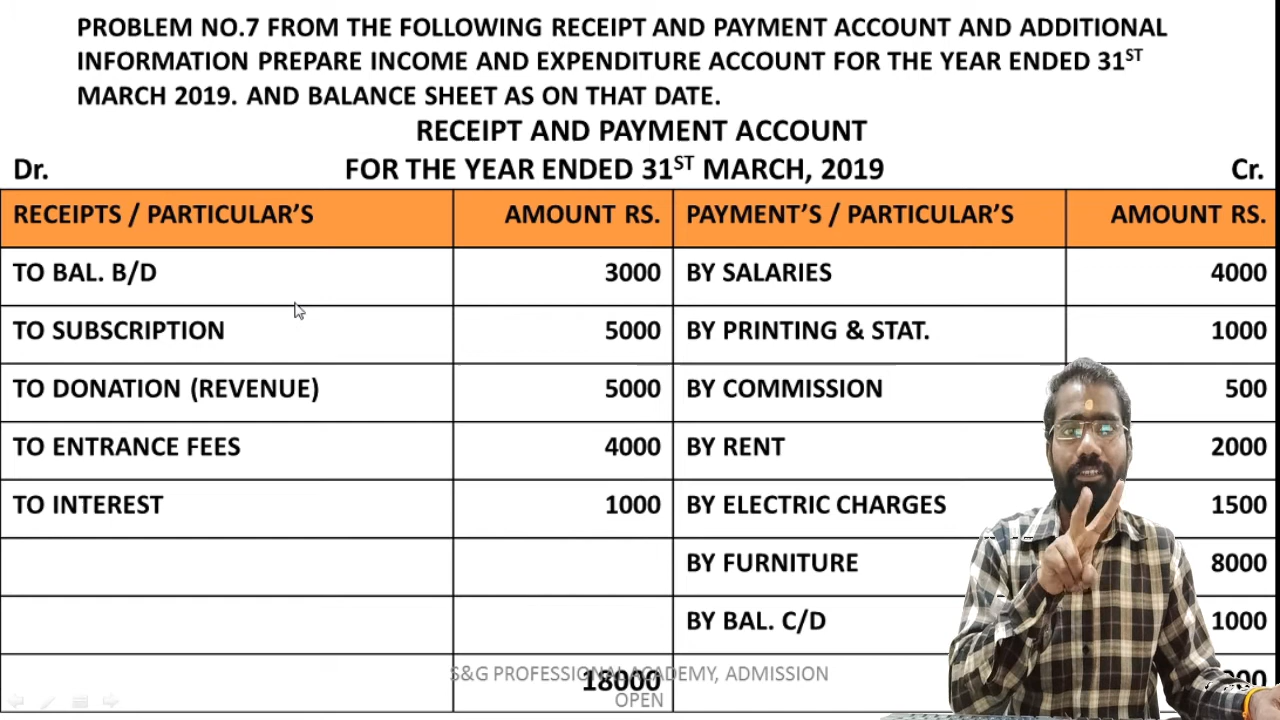 PROBLEM NO.7 FROM THE FOLLOWING RECEIPT AND PAYMENT ACCOUNT AND ADDITIONAL
INFORMATION PREPARE INCOME AND EXPENDITURE ACCOUNT FOR THE YEAR ENDED 31ST
MARCH 2019. AND BALANCE SHEET AS ON THAT DATE.
RECEIPT AND PAYMENT ACCOUNT
Dr. FOR THE YEAR ENDED 31ST MARCH, 2019 Cr.
RECEIPTS / PARTICULAR'S AMOUNT RS. PAYMENT'S / PARTICULAR'S AMOUNT RS.
TO BAL. B/D 3000 BY SALARIES 4000
TO SUBSCRIPTION 5000 BY PRINTING & STAT. 1000
TO DONATION (REVENUE) 5000 BY COMMISSION 500
TO ENTRANCE FEES 4000 BY RENT 2000
TO INTEREST 1000 BY ELECTRIC CHARGES 1500
BY FURNITURE 8000
BY BAL. C/D 1000
18000
S&G PROFESSIONAL ACADEMY, ADMISSION
OPEN